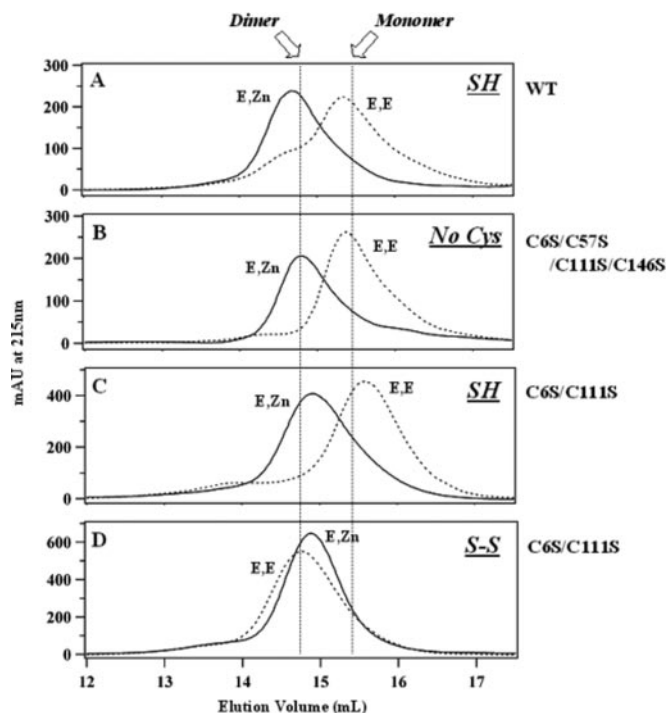 Dimer Monomer
A SH WT
E,Zn E,E
300
200
100
0
B No Cys C6S/C57S
/C111S/C146S
E,Zn E,E
300
200
100
0
C SH C6S/C111S
E,Zn E,E
400
200
0
D S-S C6S/C111S
E,E E,Zn
600
400
200
0
mAU at 215nm
12 13 14 15 16 17
Elution Volume (mL)